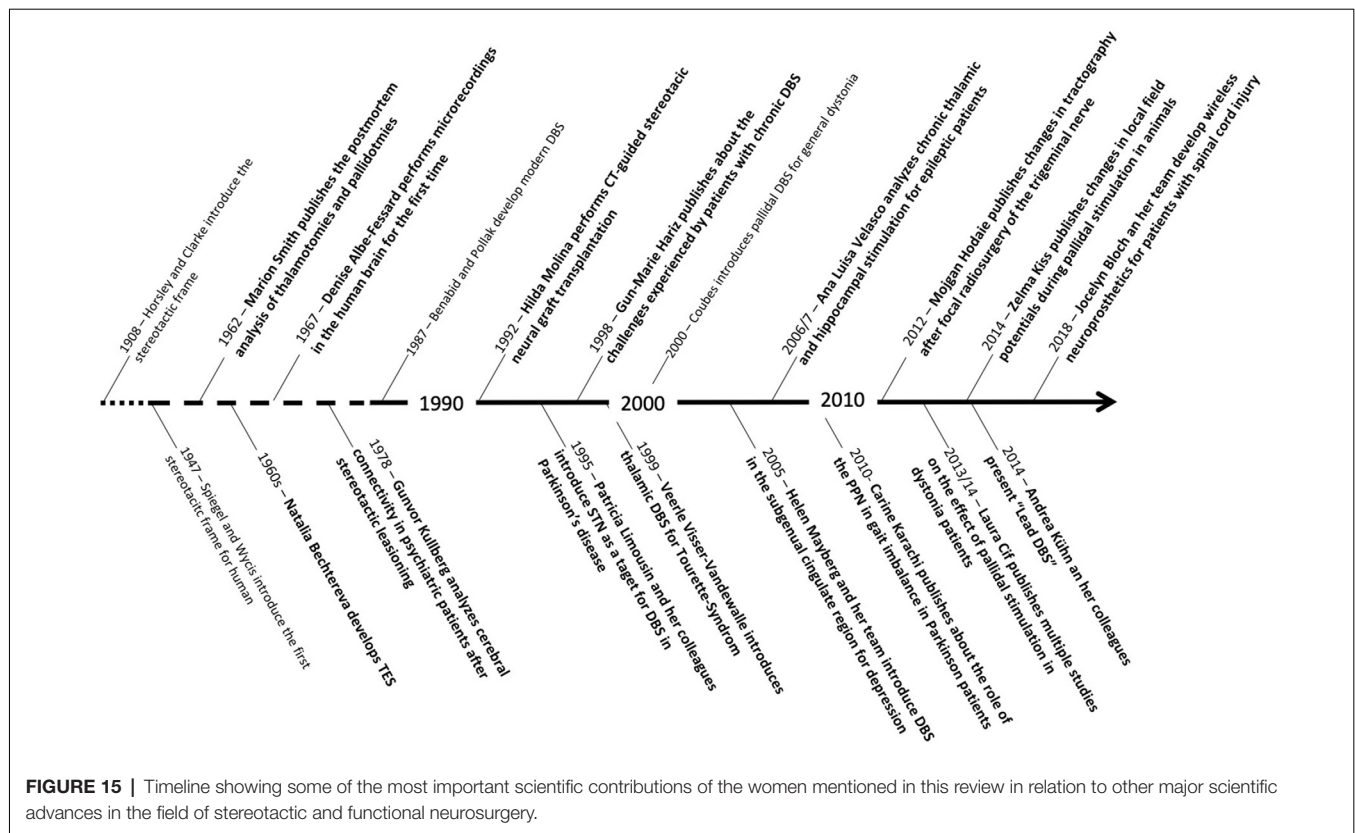 1908 – Horsley and Clarke introduce the
stereotactic frame
1962 – Marion Smith publishes the postmortem
analysis of thalamotomies and pallidotmies
1967 – Denise Albe-Fessard performs microrecordings
in the human brain for the first time
1987 – Benabid and Pollak develop modern DBS
1992 – Hilda Molina performs CT-guided stereotacic
neural graft transplantation
1998 – Gun-Marie Hariz publishes about the
challenges experienced by patients with chronic DBS
2000 – Coubes introduces pallidal DBS for general dystonia
2006/7 – Ana Luisa Velasco analyzes chronic thalamic
and hippocampal stimulation for epileptic patients
2012 – Mojgan Hodaie publishes changes in tractography
after focal radiosurgery of the trigeminal nerve
2014 – Zelma Kiss publishes changes in local field
potentials during pallidal stimulation in animals
2018 – Jocelyn Bloch an her team develop wireless
neuroprosthetics for patients with spinal cord injury
1990
2000
2010
1947 – Spiegel and Wycis introduce the first
stereotacitc frame for human
1960s – Natalia Bechtereva develops TES
1978 – Gunvor Kullberg analyzes cerebral
connectivity in psychiatric patients after
stereotactic leasioning
1995 – Patricia Limousin and her colleagues
introduce STN as a taget for DBS in
Parkinson's disease
1999 – Veerle Visser-Vandewalle introduces
thalamic DBS for Tourette-Syndrom
2005 – Helen Mayberg and her team introduce DBS
in the subgenual cingulate region for depression
2010- Carine Karachi publishes about the role of
the PPN in gait imbalance in Parkinson patients
2013/14 – Laura Cif publishes multiple studies
on the effect of pallidal stimulation in
dystonia patients
2014 – Andrea Kühn an her colleagues
present "Lead DBS"
FIGURE 15 | Timeline showing some of the most important scientific contributions of the women mentioned in this review in relation to other major scientific
advances in the field of stereotactic and functional neurosurgery.